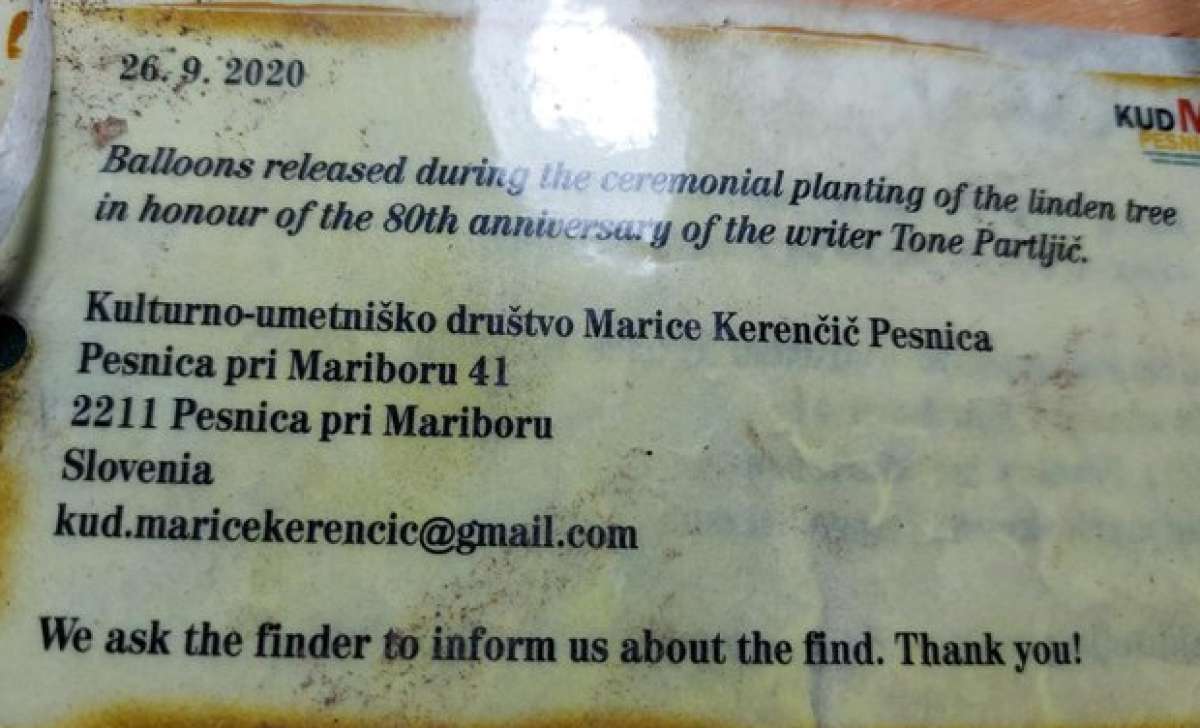 26. 9. 2020
KUD
Balloons released during the ceremonial planting of the linden tree
in honour of the 80th anniversary of the writer Tone Partljič.
Kulturno-umetniško društvo Marice Kerenčič Pesnica
Pesnica pri Mariboru 41
2211 Pesnica pri Mariboru
Slovenia
kud.maricekerencic@gmail.com
We ask the finder to inform us about the find. Thank you!